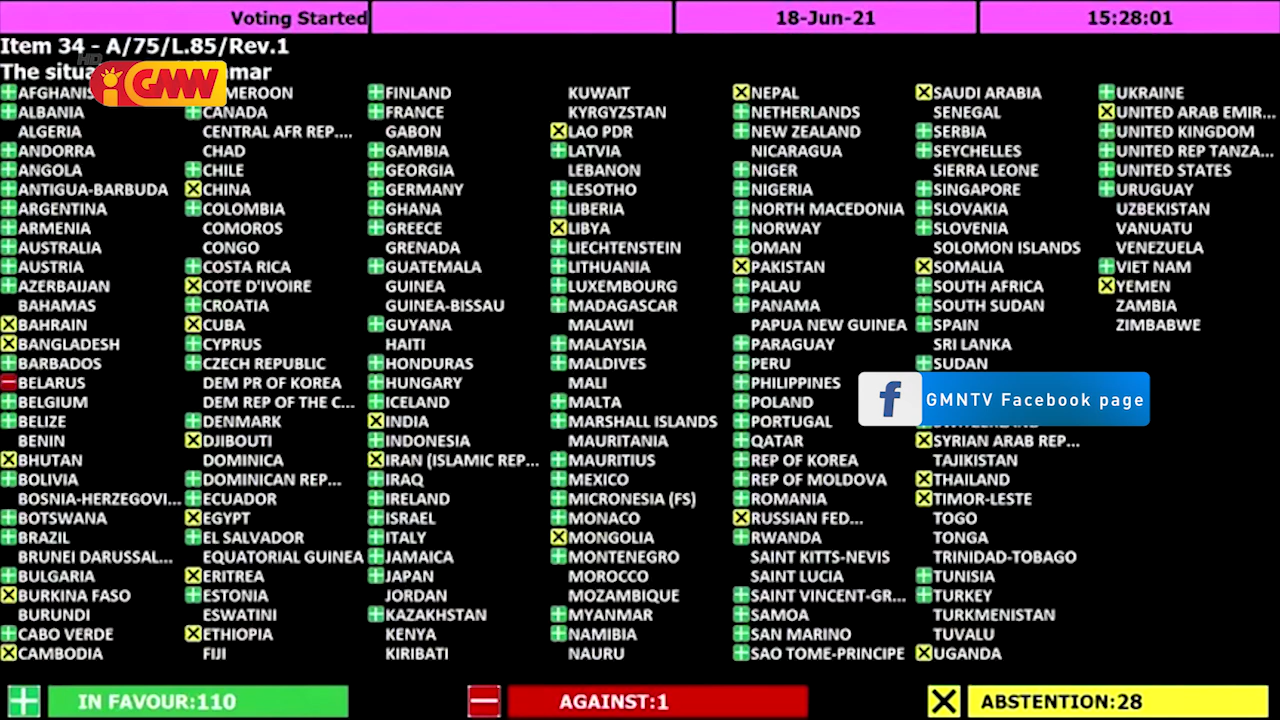 Voting Started 18-Jun-21 15:28:01
Item 34 - A/75/L.85/Rev.1
HD
The situa mar
GMN
AFGHANIS
ALBANIA
ALGERIA
ANDORRA
ANGOLA
ANTIGUA-BARBUDA
ARGENTINA
ARMENIA
AUSTRALIA
AUSTRIA
AZERBAIJAN
BAHAMAS
BAHRAIN
BANGLADESH
BARBADOS
BELARUS
BELGIUM
BELIZE
BENIN
BHUTAN
BOLIVIA
BOSNIA-HERZEGOVI...
BOTSWANA
BRAZIL
BRUNEI DARUSSAL...
BULGARIA
BURKINA FASO
BURUNDI
CABO VERDE
CAMBODIA
MEROON
CANADA
CENTRAL AFR REP....
CHAD
CHILE
CHINA
COLOMBIA
COMOROS
CONGO
COSTA RICA
COTE D'IVOIRE
CROATIA
CUBA
CYPRUS
CZECH REPUBLIC
DEM PR OF KOREA
DEM REP OF THE C...
DENMARK
DJIBOUTI
DOMINICA
DOMINICAN REP...
ECUADOR
EGYPT
EL SALVADOR
EQUATORIAL GUINEA
ERITREA
ESTONIA
ESWATINI
ETHIOPIA
FIJI
FINLAND
FRANCE
GABON
GAMBIA
GEORGIA
GERMANY
GHANA
GREECE
GRENADA
GUATEMALA
GUINEA
GUINEA-BISSAU
GUYANA
HAITI
HONDURAS
HUNGARY
ICELAND
INDIA
INDONESIA
IRAN (ISLAMIC REP...
IRAQ
IRELAND
ISRAEL
ITALY
JAMAICA
JAPAN
JORDAN
KAZAKHSTAN
KENYA
KIRIBATI
KUWAIT
KYRGYZSTAN
LAO PDR
LATVIA
LEBANON
LESOTHO
LIBERIA
LIBYA
LIECHTENSTEIN
LITHUANIA
LUXEMBOURG
MADAGASCAR
MALAWI
MALAYSIA
MALDIVES
MALI
MALTA
MARSHALL ISLANDS
MAURITANIA
MAURITIUS
MEXICO
MICRONESIA (FS)
MONACO
MONGOLIA
MONTENEGRO
MOROCCO
MOZAMBIQUE
MYANMAR
NAMIBIA
NAURU
NEPAL
NETHERLANDS
NEW ZEALAND
NICARAGUA
NIGER
NIGERIA
NORTH MACEDONIA
NORWAY
OMAN
PAKISTAN
PALAU
PANAMA
PAPUA NEW GUINEA
PARAGUAY
PERU
PHILIPPINES
POLAND
PORTUGAL
QATAR
REP OF KOREA
REP OF MOLDOVA
ROMANIA
RUSSIAN FED...
RWANDA
SAINT KITTS-NEVIS
SAINT LUCIA
SAINT VINCENT-GR...
SAMOA
SAN MARINO
SAO TOME-PRINCIPE
SAUDI ARABIA
SENEGAL
SERBIA
SEYCHELLES
SIERRA LEONE
SINGAPORE
SLOVAKIA
SLOVENIA
SOLOMON ISLANDS
SOMALIA
SOUTH AFRICA
SOUTH SUDAN
SPAIN
SRI LANKA
SUDAN
f GMNTV Facebook page
SYRIAN ARAB REP...
TAJIKISTAN
THAILAND
TIMOR-LESTE
TOGO
TONGA
TRINIDAD-TOBAGO
TUNISIA
TURKEY
TURKMENISTAN
TUVALU
UGANDA
UKRAINE
UNITED ARAB EMIR...
UNITED KINGDOM
UNITED REP TANZA...
UNITED STATES
URUGUAY
UZBEKISTAN
VANUATU
VENEZUELA
VIET NAM
YEMEN
ZAMBIA
ZIMBABWE
IN FAVOUR:110 AGAINST:1 ABSTENTION:28